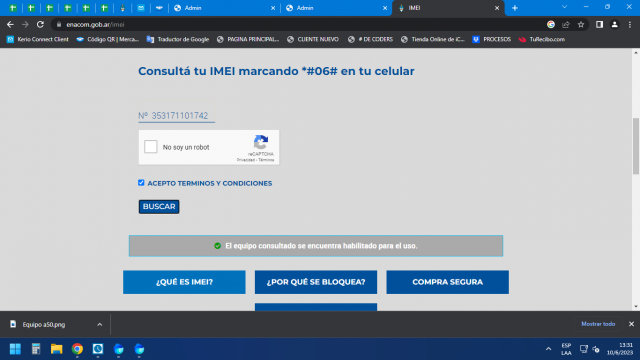 Admin
Admin
IMEI
enacom.gob.ar/imei
Kerio Connect Client
Código QR | Merca...
Traductor de Google
PAGINA PRINCIPAL...
CLIENTE NUEVO
# DE CODERS
Tienda Online de iC...
PROCESOS
TuRecibo.com
Consultá tu IMEI marcando *#06# en tu celular
Nº 353171101742
No soy un robot
reCAPTCHA
Privacidad - Términos
ACEPTO TERMINOS Y CONDICIONES
BUSCAR
El equipo consultado se encuentra habilitado para el uso.
¿QUÉ ES IMEI?
¿POR QUÉ SE BLOQUEA?
COMPRA SEGURA
Equipo a50.png
Mostrar todo
ESP
LAA
13:31
10/6/2023